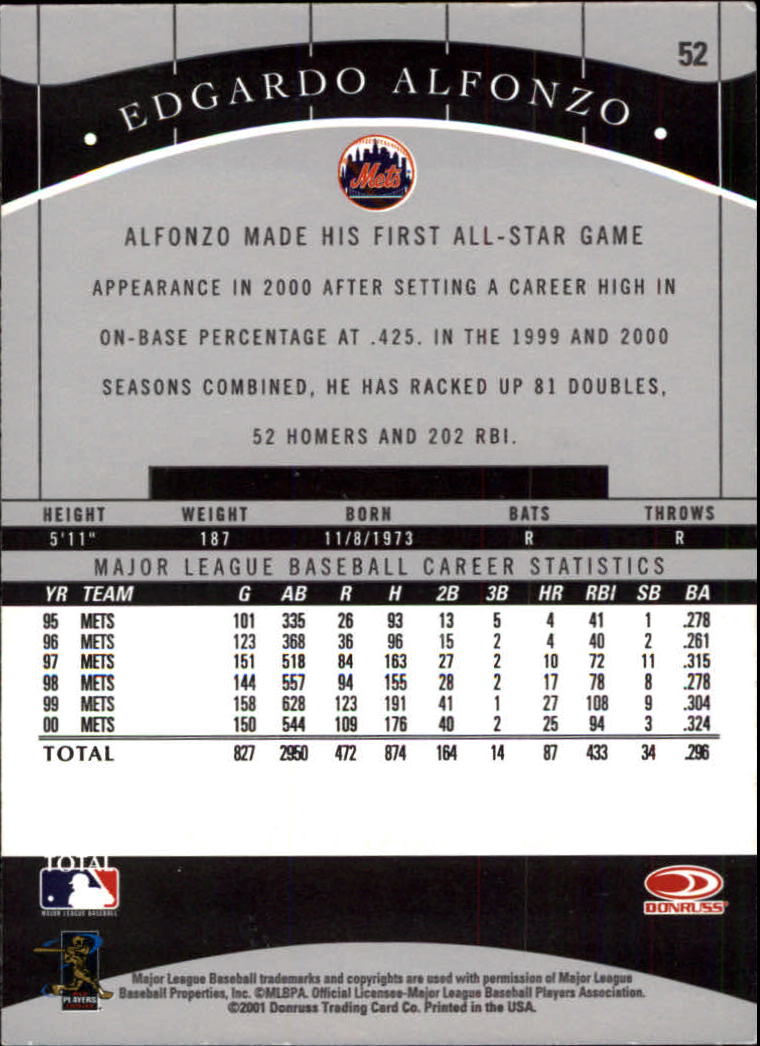 52
EDGARDO ALFONZO
Mets
ALFONZO MADE HIS FIRST ALL-STAR GAME
APPEARANCE IN 2000 AFTER SETTING A CAREER HIGH IN
ON-BASE PERCENTAGE AT .425. IN THE 1999 AND 2000
SEASONS COMBINED, HE HAS RACKED UP 81 DOUBLES,
52 HOMERS AND 202 RBI.
HEIGHT WEIGHT BORN BATS THROWS
5'11" 187 11/8/1973 R R
MAJOR LEAGUE BASEBALL CAREER STATISTICS
YR TEAM G AB R H 2B 3B HR RBI SB BA
95 METS 101 335 26 93 13 5 4 41 1 .278
96 METS 123 368 36 96 15 2 4 40 2 .261
97 METS 151 518 84 163 27 2 10 72 11 .315
98 METS 144 557 94 155 28 2 17 78 8 .278
99 METS 158 628 123 191 41 1 27 108 9 .304
00 METS 150 544 109 176 40 2 25 94 3 .324
TOTAL 827 2950 472 874 164 14 87 433 34 .296
TOTAL
MAJOR LEAGUE BASEBALL
DONRUSS
PLAYERS
Major League Baseball trademarks and copyrights are used with permission of Major League
Baseball Properties, Inc. ©MLBPA. Official Licensee-Major League Baseball Players Association.
©2001 Donruss Trading Card Co. Printed in the USA.